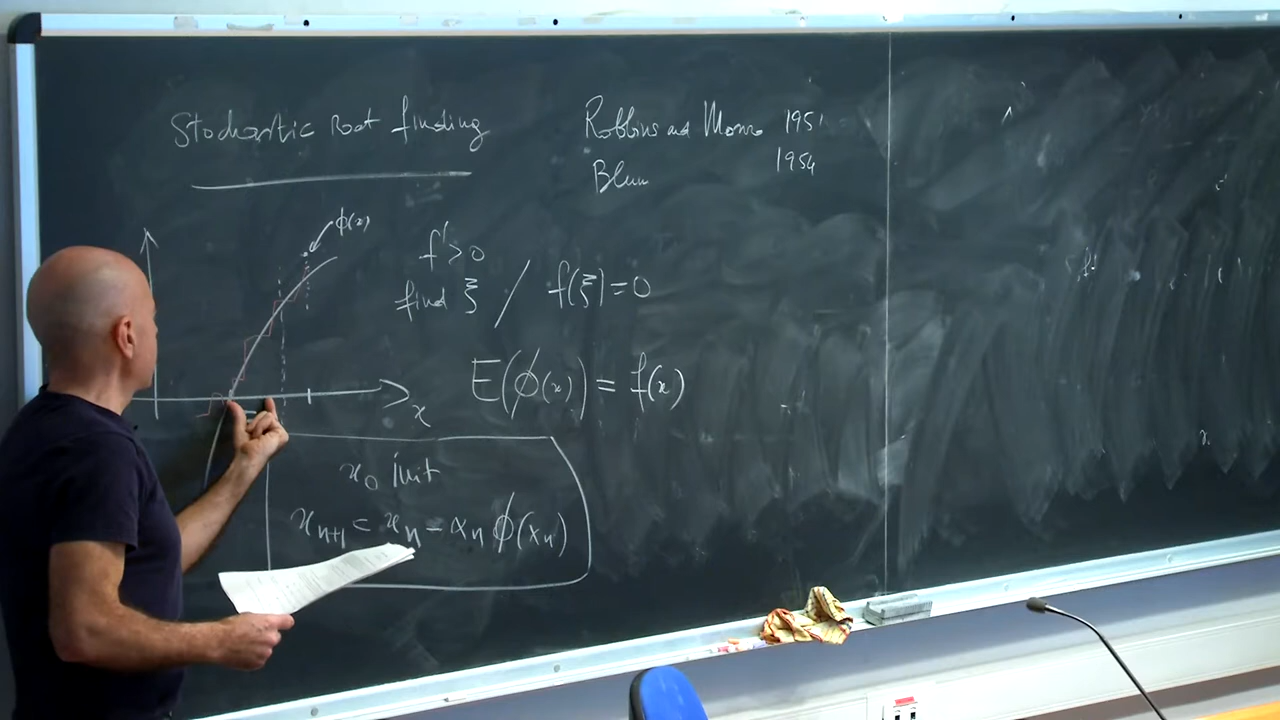 Stochastic Root finding
Robbins and Monro 1951
Blum 1954
ϕ(x)
f' > 0
find ξ / f(ξ) = 0
E(ϕ(x)) = f(x)
x
x₀ init
xₙ₊₁ = xₙ - αₙ ϕ(xₙ)